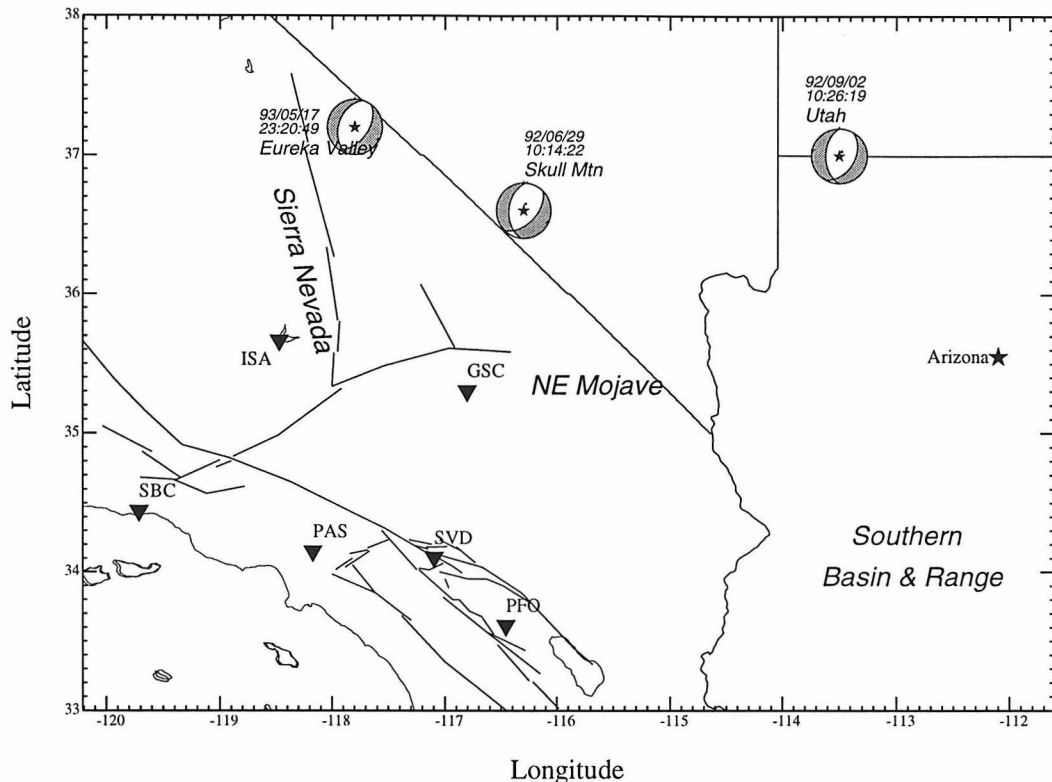 38
37
36
35
34
33
Latitude
-120
-119
-118
-117
-116
-115
-114
-113
-112
Longitude
93/05/17
23:20:49
Eureka Valley
92/06/29
10:14:22
Skull Mtn
92/09/02
10:26:19
Utah
Sierra Nevada
ISA
GSC
NE Mojave
Arizona
SBC
PAS
SVD
PFO
Southern
Basin & Range